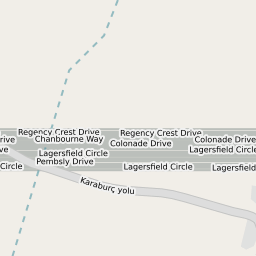 Regency Crest Drive
Regency Crest Drive
Chanbourne Way
Colonade Drive
Colonade Drive
ve
Lagersfield Circle
Lagersfield Circle
Pembsly Drive
Circle
Lagersfield Circle
Lagersfield
Karaburç yolu